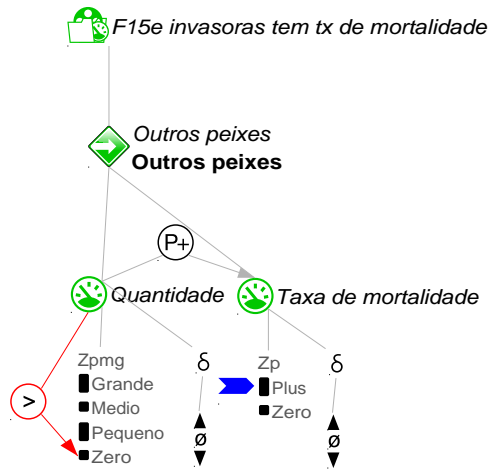 F15e invasoras tem tx de mortalidade
Outros peixes
Outros peixes
P+
Quantidade
Taxa de mortalidade
Zpmg
Grande
Medio
Pequeno
Zero
δ
ø
>
Zp
Plus
Zero
δ
ø